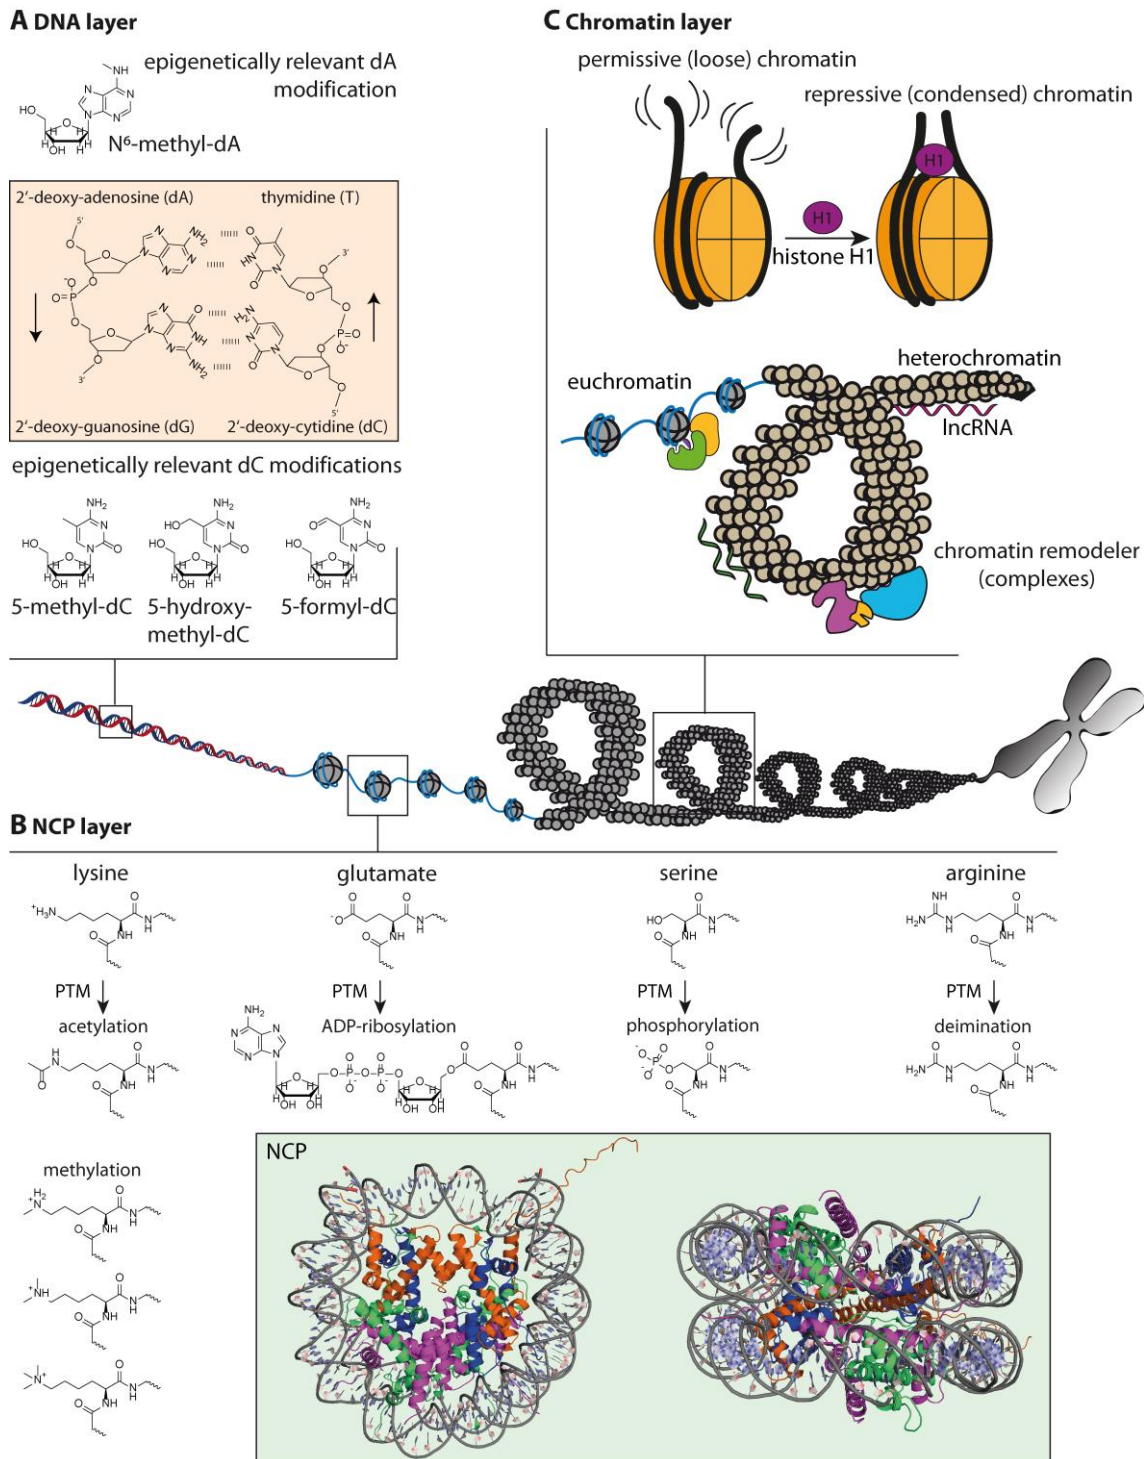 A DNA layer
epigenetically relevant dA
modification
N⁶-methyl-dA
2′-deoxy-adenosine (dA)
thymidine (T)
2′-deoxy-guanosine (dG)
2′-deoxy-cytidine (dC)
epigenetically relevant dC modifications
5-methyl-dC
5-hydroxy-
methyl-dC
5-formyl-dC
C Chromatin layer
permissive (loose) chromatin
repressive (condensed) chromatin
H1
H1
histone H1
euchromatin
heterochromatin
lncRNA
chromatin remodeler
(complexes)
B NCP layer
lysine
glutamate
serine
arginine
PTM
PTM
PTM
PTM
acetylation
ADP-ribosylation
phosphorylation
deimination
methylation
NCP